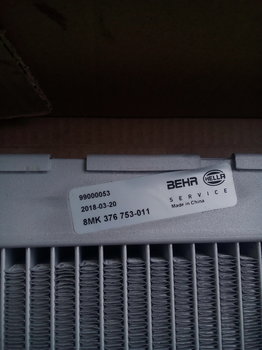 99000053
2018-03-20
8MK 376 753-011
BEHR HELLA
SERVICE
Made in China